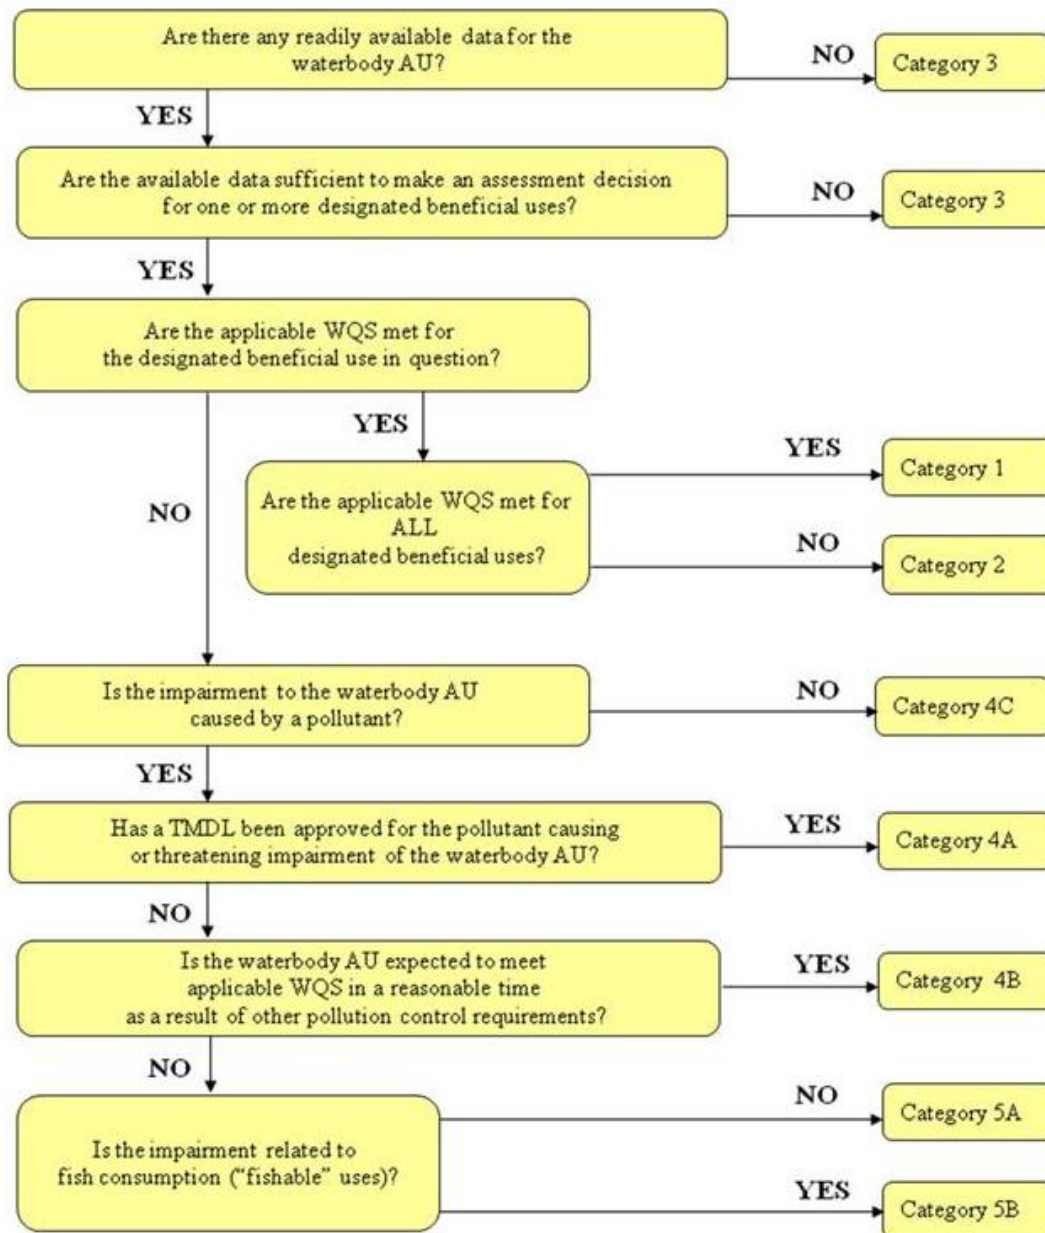 Are there any readily available data for the
waterbody AU?
NO
Category 3
YES
Are the available data sufficient to make an assessment decision
for one or more designated beneficial uses?
NO
Category 3
YES
Are the applicable WQS met for
the designated beneficial use in question?
YES
NO
Are the applicable WQS met for
ALL
designated beneficial uses?
YES
Category 1
NO
Category 2
Is the impairment to the waterbody AU
caused by a pollutant?
NO
Category 4C
YES
Has a TMDL been approved for the pollutant causing
or threatening impairment of the waterbody AU?
YES
Category 4A
NO
Is the waterbody AU expected to meet
applicable WQS in a reasonable time
as a result of other pollution control requirements?
YES
Category 4B
NO
Is the impairment related to
fish consumption ("fishable" uses)?
NO
Category 5A
YES
Category 5B